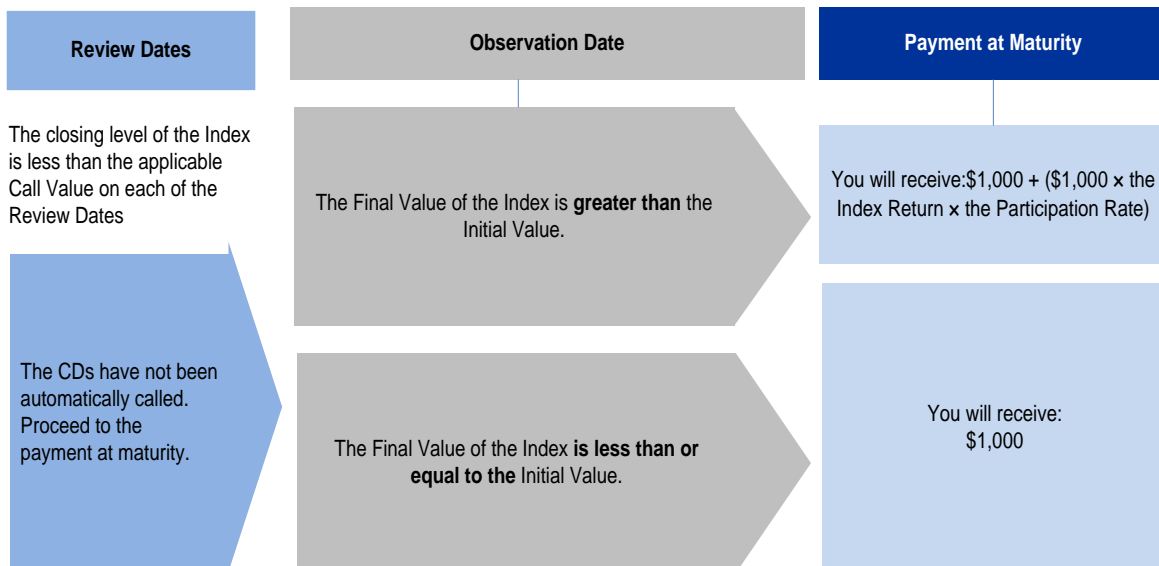 Review Dates
Observation Date
Payment at Maturity
The closing level of the Index
is less than the applicable
Call Value on each of the
Review Dates
The Final Value of the Index is greater than the
Initial Value.
You will receive:$1,000 + ($1,000 × the
Index Return × the Participation Rate)
The CDs have not been
automatically called.
Proceed to the
payment at maturity.
The Final Value of the Index is less than or
equal to the Initial Value.
You will receive:
$1,000